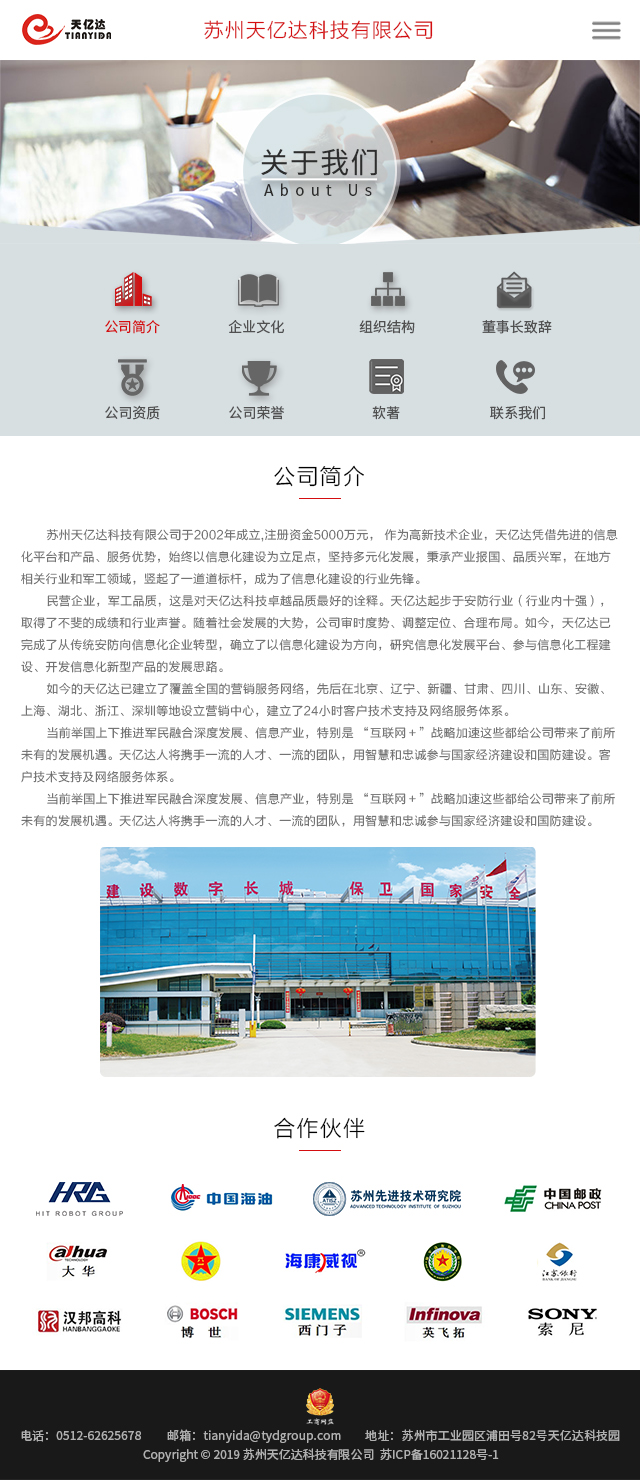 天亿达
TIANYIDA
苏州天亿达科技有限公司
关于我们
About Us
公司简介 企业文化 组织结构 董事长致辞
公司资质 公司荣誉 软著 联系我们
公司简介
苏州天亿达科技有限公司于2002年成立,注册资金5000万元， 作为高新技术企业，天亿达凭借先进的信息
化平台和产品、服务优势，始终以信息化建设为立足点，坚持多元化发展，秉承产业报国、品质兴军，在地方
相关行业和军工领域，竖起了一道道标杆，成为了信息化建设的行业先锋。
民营企业，军工品质，这是对天亿达科技卓越品质最好的诠释。天亿达起步于安防行业（行业内十强），
取得了不斐的成绩和行业声誉。随着社会发展的大势，公司审时度势、调整定位、合理布局。如今，天亿达已
完成了从传统安防向信息化企业转型，确立了以信息化建设为方向，研究信息化发展平台、参与信息化工程建
设、开发信息化新型产品的发展思路。
如今的天亿达已建立了覆盖全国的营销服务网络，先后在北京、辽宁、新疆、甘肃、四川、山东、安徽、
上海、湖北、浙江、深圳等地设立营销中心，建立了24小时客户技术支持及网络服务体系。
当前举国上下推进军民融合深度发展、信息产业，特别是 “互联网＋”战略加速这些都给公司带来了前所
未有的发展机遇。天亿达人将携手一流的人才、一流的团队，用智慧和忠诚参与国家经济建设和国防建设。客
户技术支持及网络服务体系。
当前举国上下推进军民融合深度发展、信息产业，特别是 “互联网＋”战略加速这些都给公司带来了前所
未有的发展机遇。天亿达人将携手一流的人才、一流的团队，用智慧和忠诚参与国家经济建设和国防建设。
建设数字长城 保卫国家安全
合作伙伴
HRG
HIT ROBOT GROUP
中国海油
苏州先进技术研究院
ADVANCED TECHNOLOGY INSTITUTE OF SUZHOU
中国邮政
CHINA POST
alhua
TECHNOLOGY
大华
海康威视®
江苏银行
BANK OF JIANGSU
汉邦高科
HANBANGGAOKE
BOSCH
博 世
SIEMENS
西门子
Infinova
英飞拓
SONY.
索 尼
工商网监
电话：0512-62625678 邮箱：tianyida@tydgroup.com 地址：苏州市工业园区浦田号82号天亿达科技园
Copyright © 2019 苏州天亿达科技有限公司 苏ICP备16021128号-1